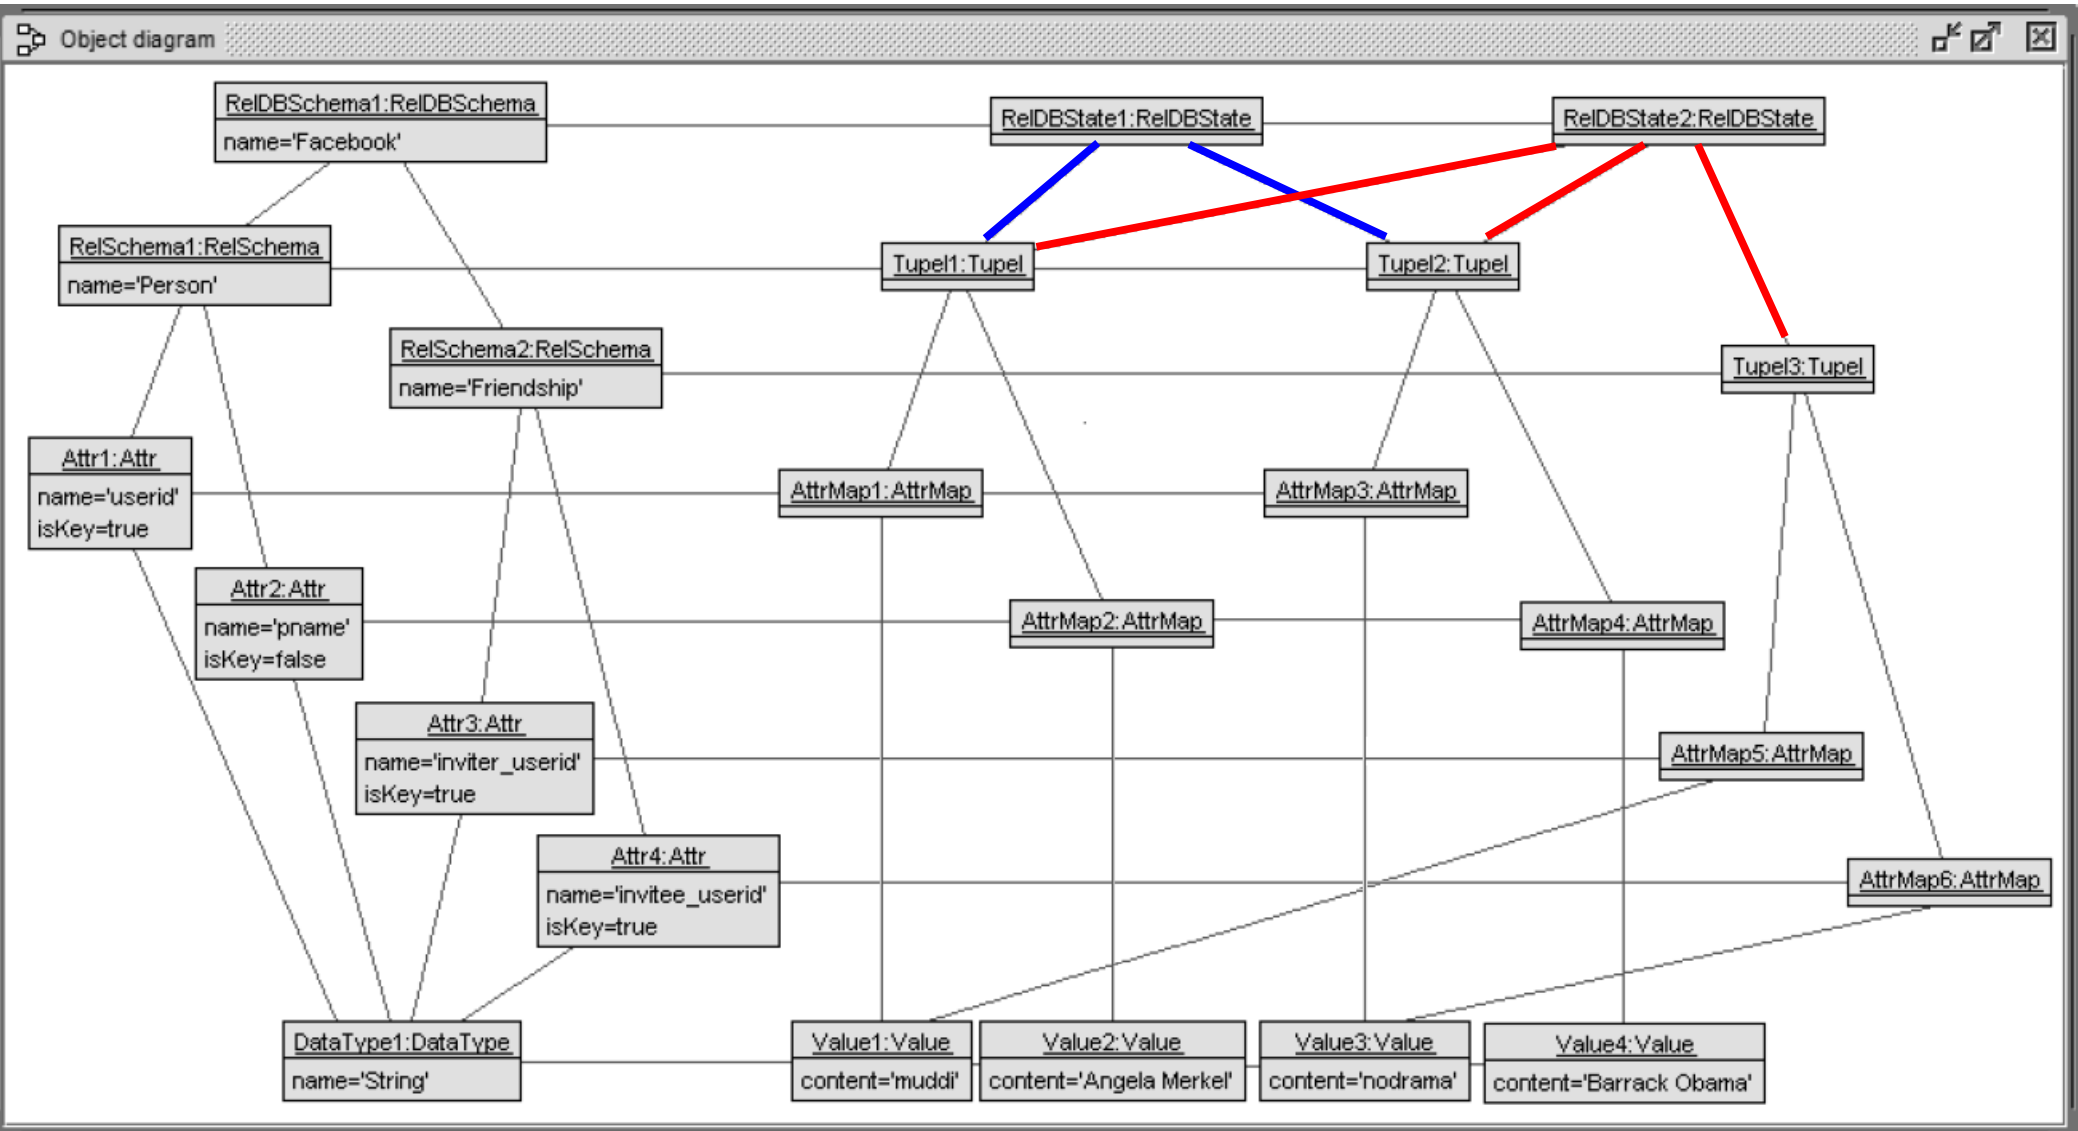 Object diagram
RelDBSchema1:RelDBSchema
name='Facebook'
RelDBState1:RelDBState
RelDBState2:RelDBState
RelSchema1:RelSchema
name='Person'
Tupel1:Tupel
Tupel2:Tupel
RelSchema2:RelSchema
name='Friendship'
Tupel3:Tupel
Attr1:Attr
name='userid'
isKey=true
AttrMap1:AttrMap
AttrMap3:AttrMap
Attr2:Attr
name='pname'
isKey=false
AttrMap2:AttrMap
AttrMap4:AttrMap
Attr3:Attr
name='inviter_userid'
isKey=true
AttrMap5:AttrMap
Attr4:Attr
name='invitee_userid'
isKey=true
AttrMap6:AttrMap
DataType1:DataType
name='String'
Value1:Value
content='muddi'
Value2:Value
content='Angela Merkel'
Value3:Value
content='nodrama'
Value4:Value
content='Barrack Obama'